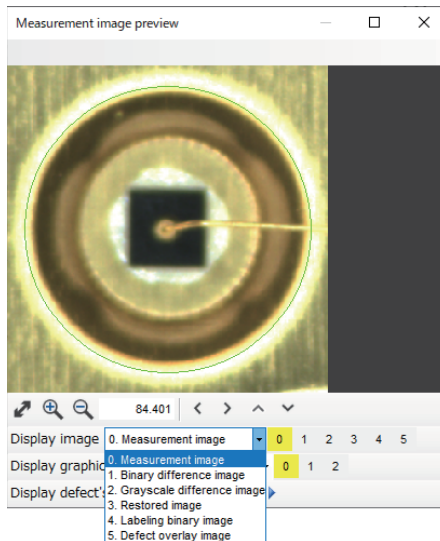 Measurement image preview
84.401
Display image 0. Measurement image 0 1 2 3 4 5
0. Measurement image
Display graphic 0 1 2
1. Binary difference image
2. Grayscale difference image
Display defect's
3. Restored image
4. Labeling binary image
5. Defect overlay image